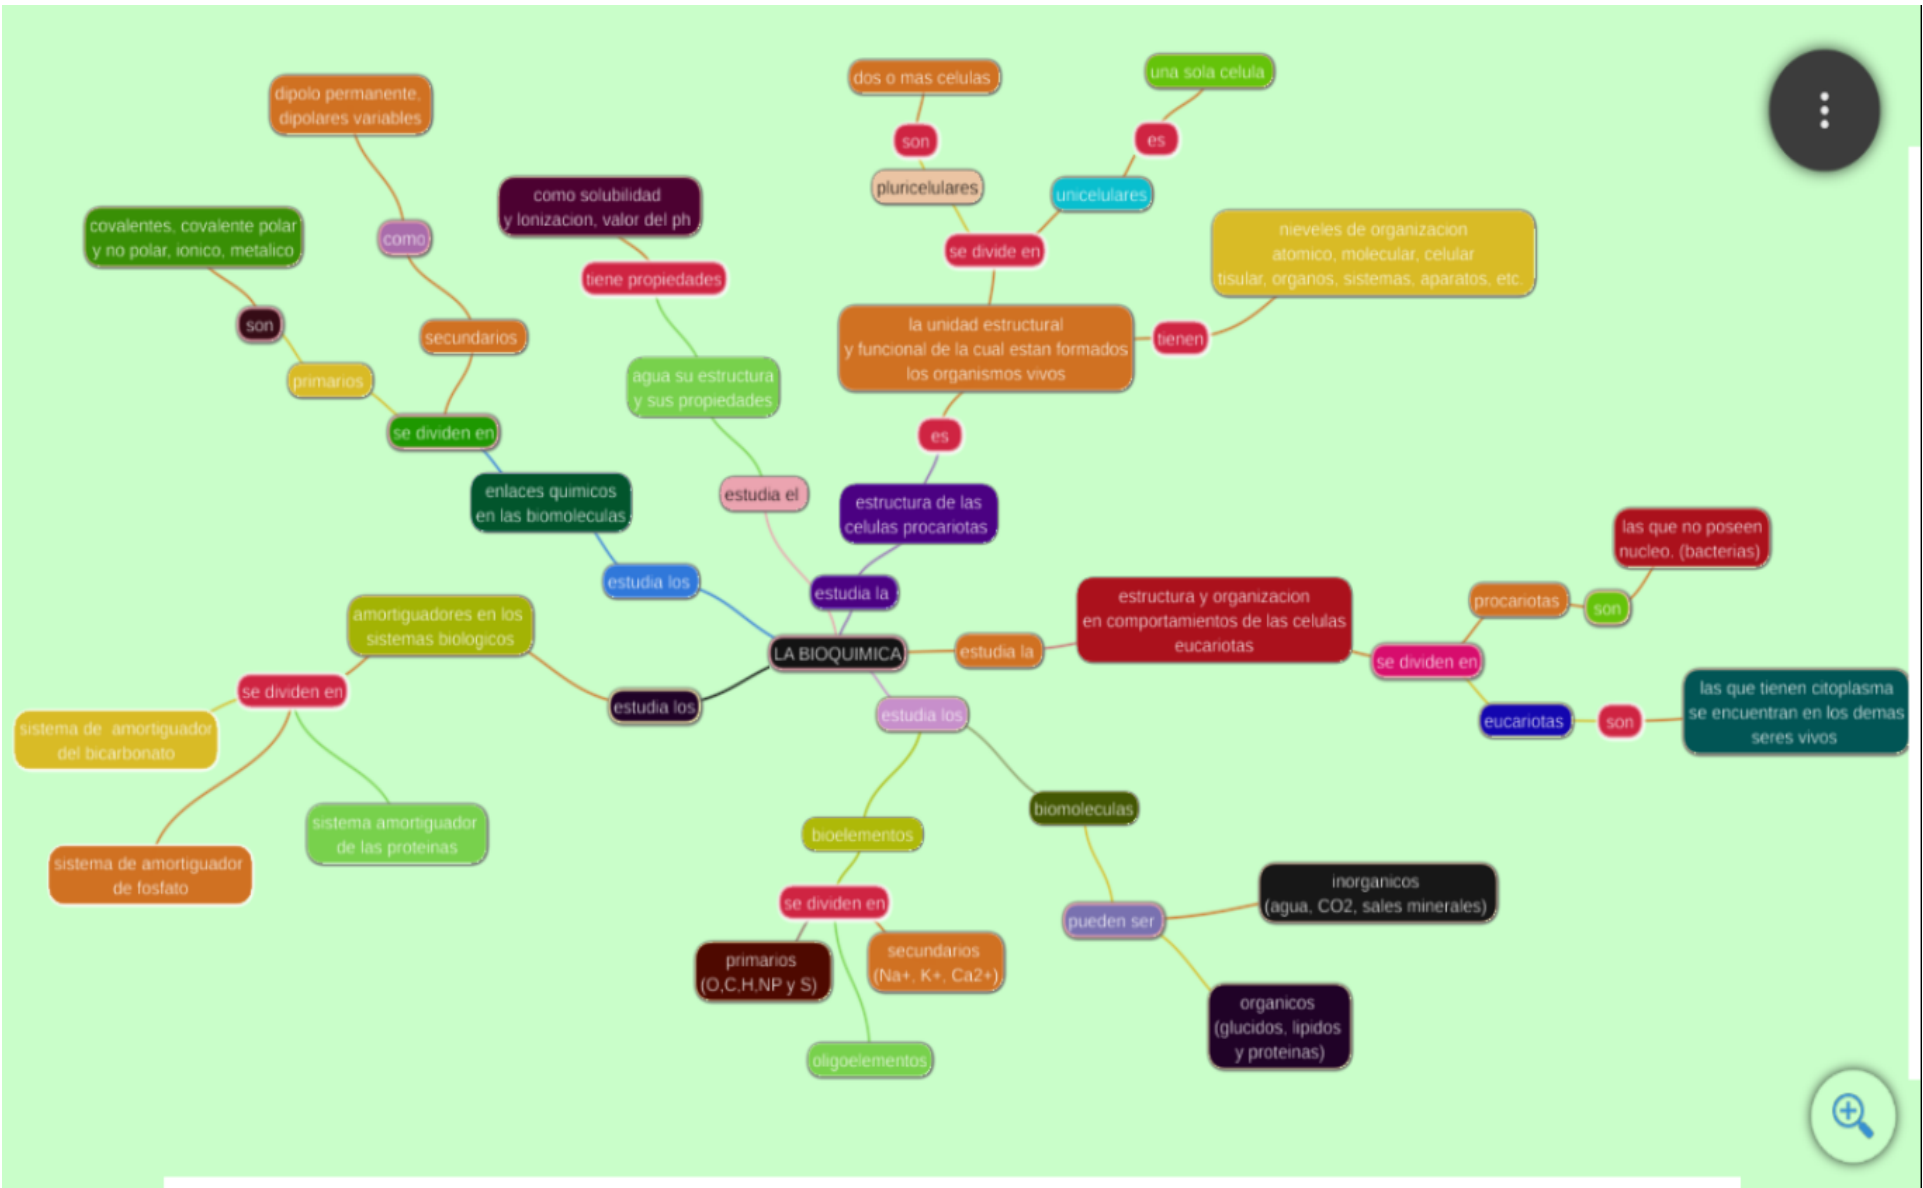 dipolo permanente,
dipolares variables
como
secundarios
covalentes, covalente polar
y no polar, ionico, metalico
son
primarios
se dividen en
enlaces quimicos
en las biomoleculas
estudia los
como solubilidad
y Ionizacion, valor del ph
tiene propiedades
agua su estructura
y sus propiedades
estudia el
dos o mas celulas
son
pluricelulares
una sola celula
es
unicelulares
se divide en
nieveles de organizacion
atomico, molecular, celular
tisular, organos, sistemas, aparatos, etc.
tienen
la unidad estructural
y funcional de la cual estan formados
los organismos vivos
es
estructura de las
celulas procariotas
estudia la
LA BIOQUIMICA
estudia la
estructura y organizacion
en comportamientos de las celulas
eucariotas
se dividen en
procariotas
son
las que no poseen
nucleo. (bacterias)
eucariotas
son
las que tienen citoplasma
se encuentran en los demas
seres vivos
amortiguadores en los
sistemas biologicos
estudia los
se dividen en
sistema de amortiguador
del bicarbonato
sistema de amortiguador
de fosfato
sistema amortiguador
de las proteinas
estudia los
bioelementos
se dividen en
primarios
(O,C,H,NP y S)
secundarios
(Na+, K+, Ca2+)
oligoelementos
biomoleculas
pueden ser
inorganicos
(agua, CO2, sales minerales)
organicos
(glucidos, lipidos
y proteinas)